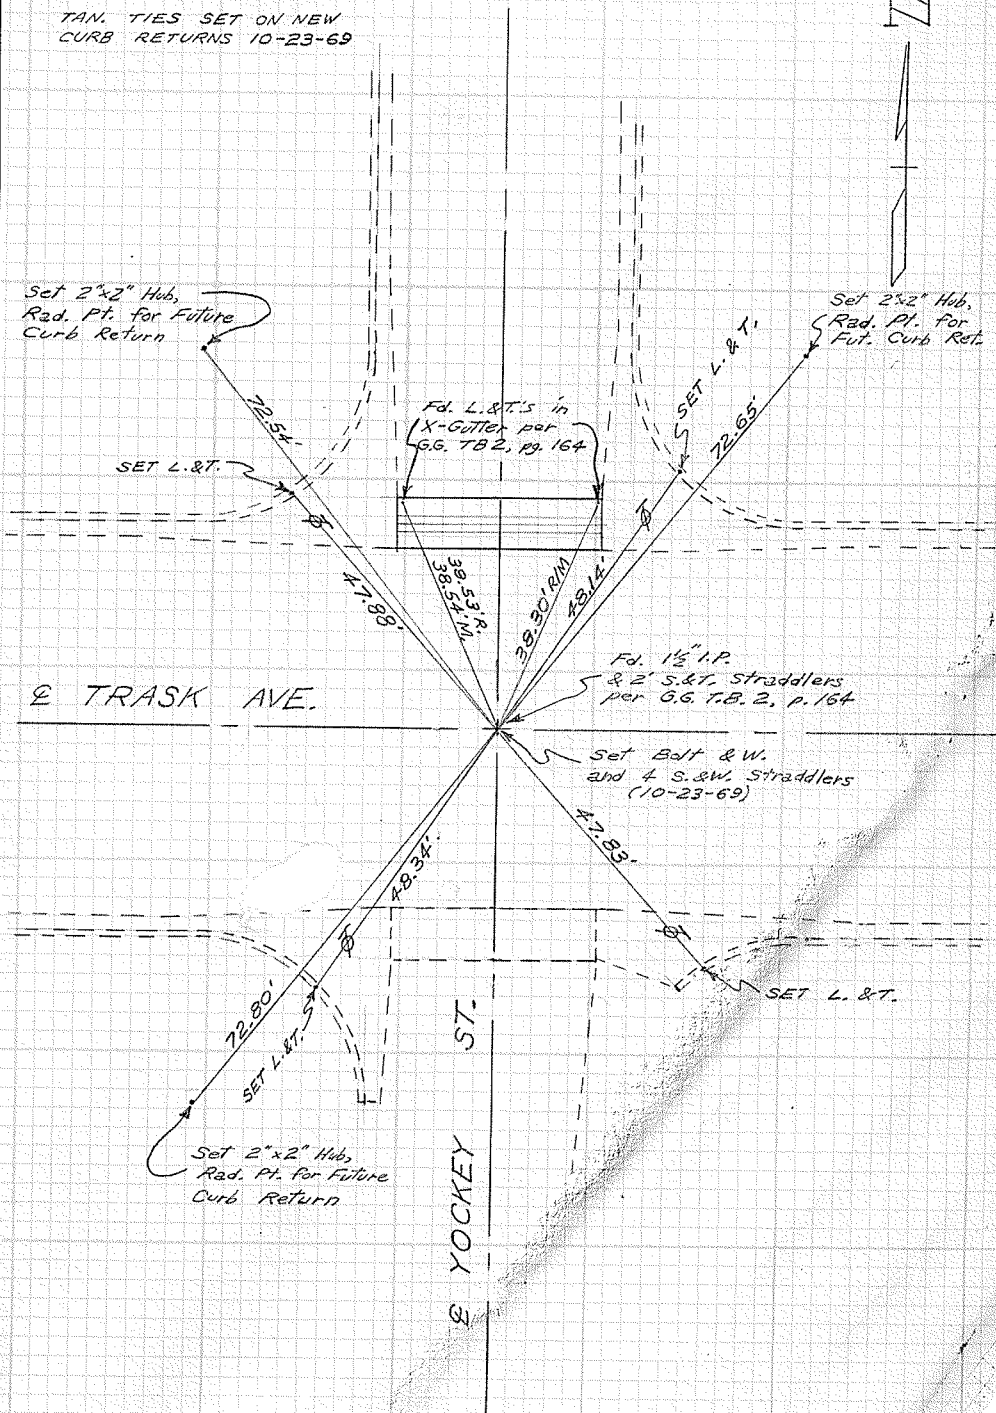 TAN. TIES SET ON NEW
CURB RETURNS 10-23-69
Set 2"x2" Hub,
Rad. Pt. for Future
Curb Return
Set 2"x2" Hub,
Rad. Pt. for
Fut. Curb Ret.
SET L. & T.
72.54'
72.65'
Fd. L.&T.'s in
X-Gutter per
G.G. TB 2, pg. 164
SET L.&T.
47.88'
38.53' R.
38.54' M.
38.30' R/M
48.14'
Fd. 1½" I.P.
& 2' S.&T. Straddlers
per G.G. T.B. 2, p. 164
℄ TRASK AVE.
Set Bolt & W.
and 4 S.&W. Straddlers
(10-23-69)
47.83'
48.34'
72.80'
SET L.&T.
SET L. &T.
Set 2"x2" Hub,
Rad. Pt. for Future
Curb Return
℄ YOCKEY ST.